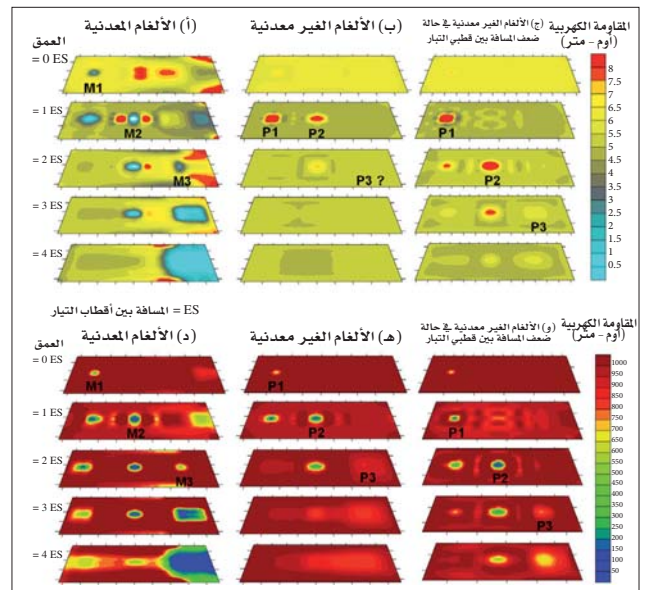 أ) الألغام المعدنية
ب) الألغام الغير معدنية
ج) الألغام الغير معدنية في حالة
ضعف المسافة بين قطبي التيار
المقاومة الكهربية
(اوم - متر)
العمق
= 0 ES
M1
8
7.5
7
6.5
6
5.5
5
4.5
4
3.5
3
2.5
2
1.5
1
0.5
= 1 ES
M2
P1
P2
P1
= 2 ES
M3
P3 ?
P2
= 3 ES
P3
= 4 ES
ES = المسافة بين أقطاب التيار
د) الألغام المعدنية
هـ) الألغام الغير معدنية
و) الألغام الغير معدنية في حالة
ضعف المسافة بين قطبي التيار
المقاومة الكهربية
(اوم - متر)
العمق
= 0 ES
M1
P1
1000
950
900
850
800
750
700
650
600
550
500
450
400
350
300
250
200
150
100
50
= 1 ES
M2
P2
P1
= 2 ES
M3
P3
P2
= 3 ES
P3
= 4 ES